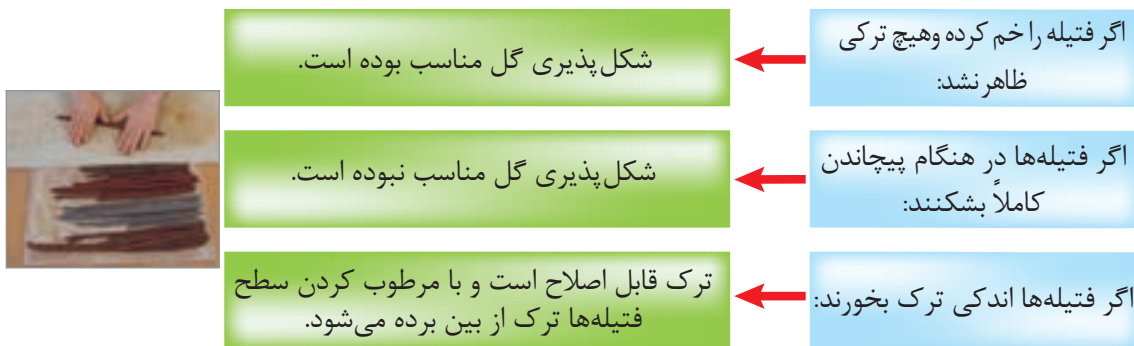 اگر فتیله را خم کرده وهیچ ترکی
ظاهر نشد:
شکل‌پذیری گل مناسب بوده است.
اگر فتیله‌ها در هنگام پیچاندن
کاملاً بشکنند:
شکل‌پذیری گل مناسب نبوده است.
اگر فتیله‌ها اندکی ترک بخورند:
ترک قابل اصلاح است و با مرطوب کردن سطح
فتیله‌ها ترک از بین برده می‌شود.